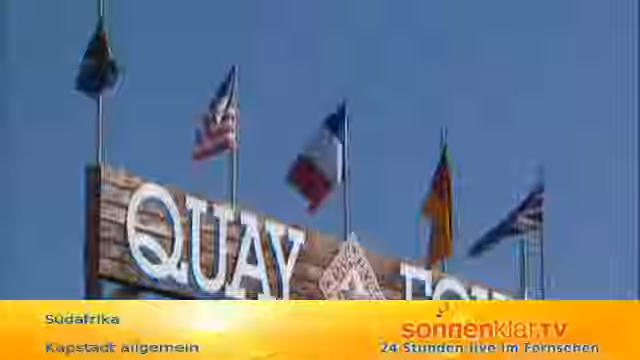 QUAY
Südafrika
Kapstadt allgemein
sonnenklar.TV
24 Stunden live im Fernsehen